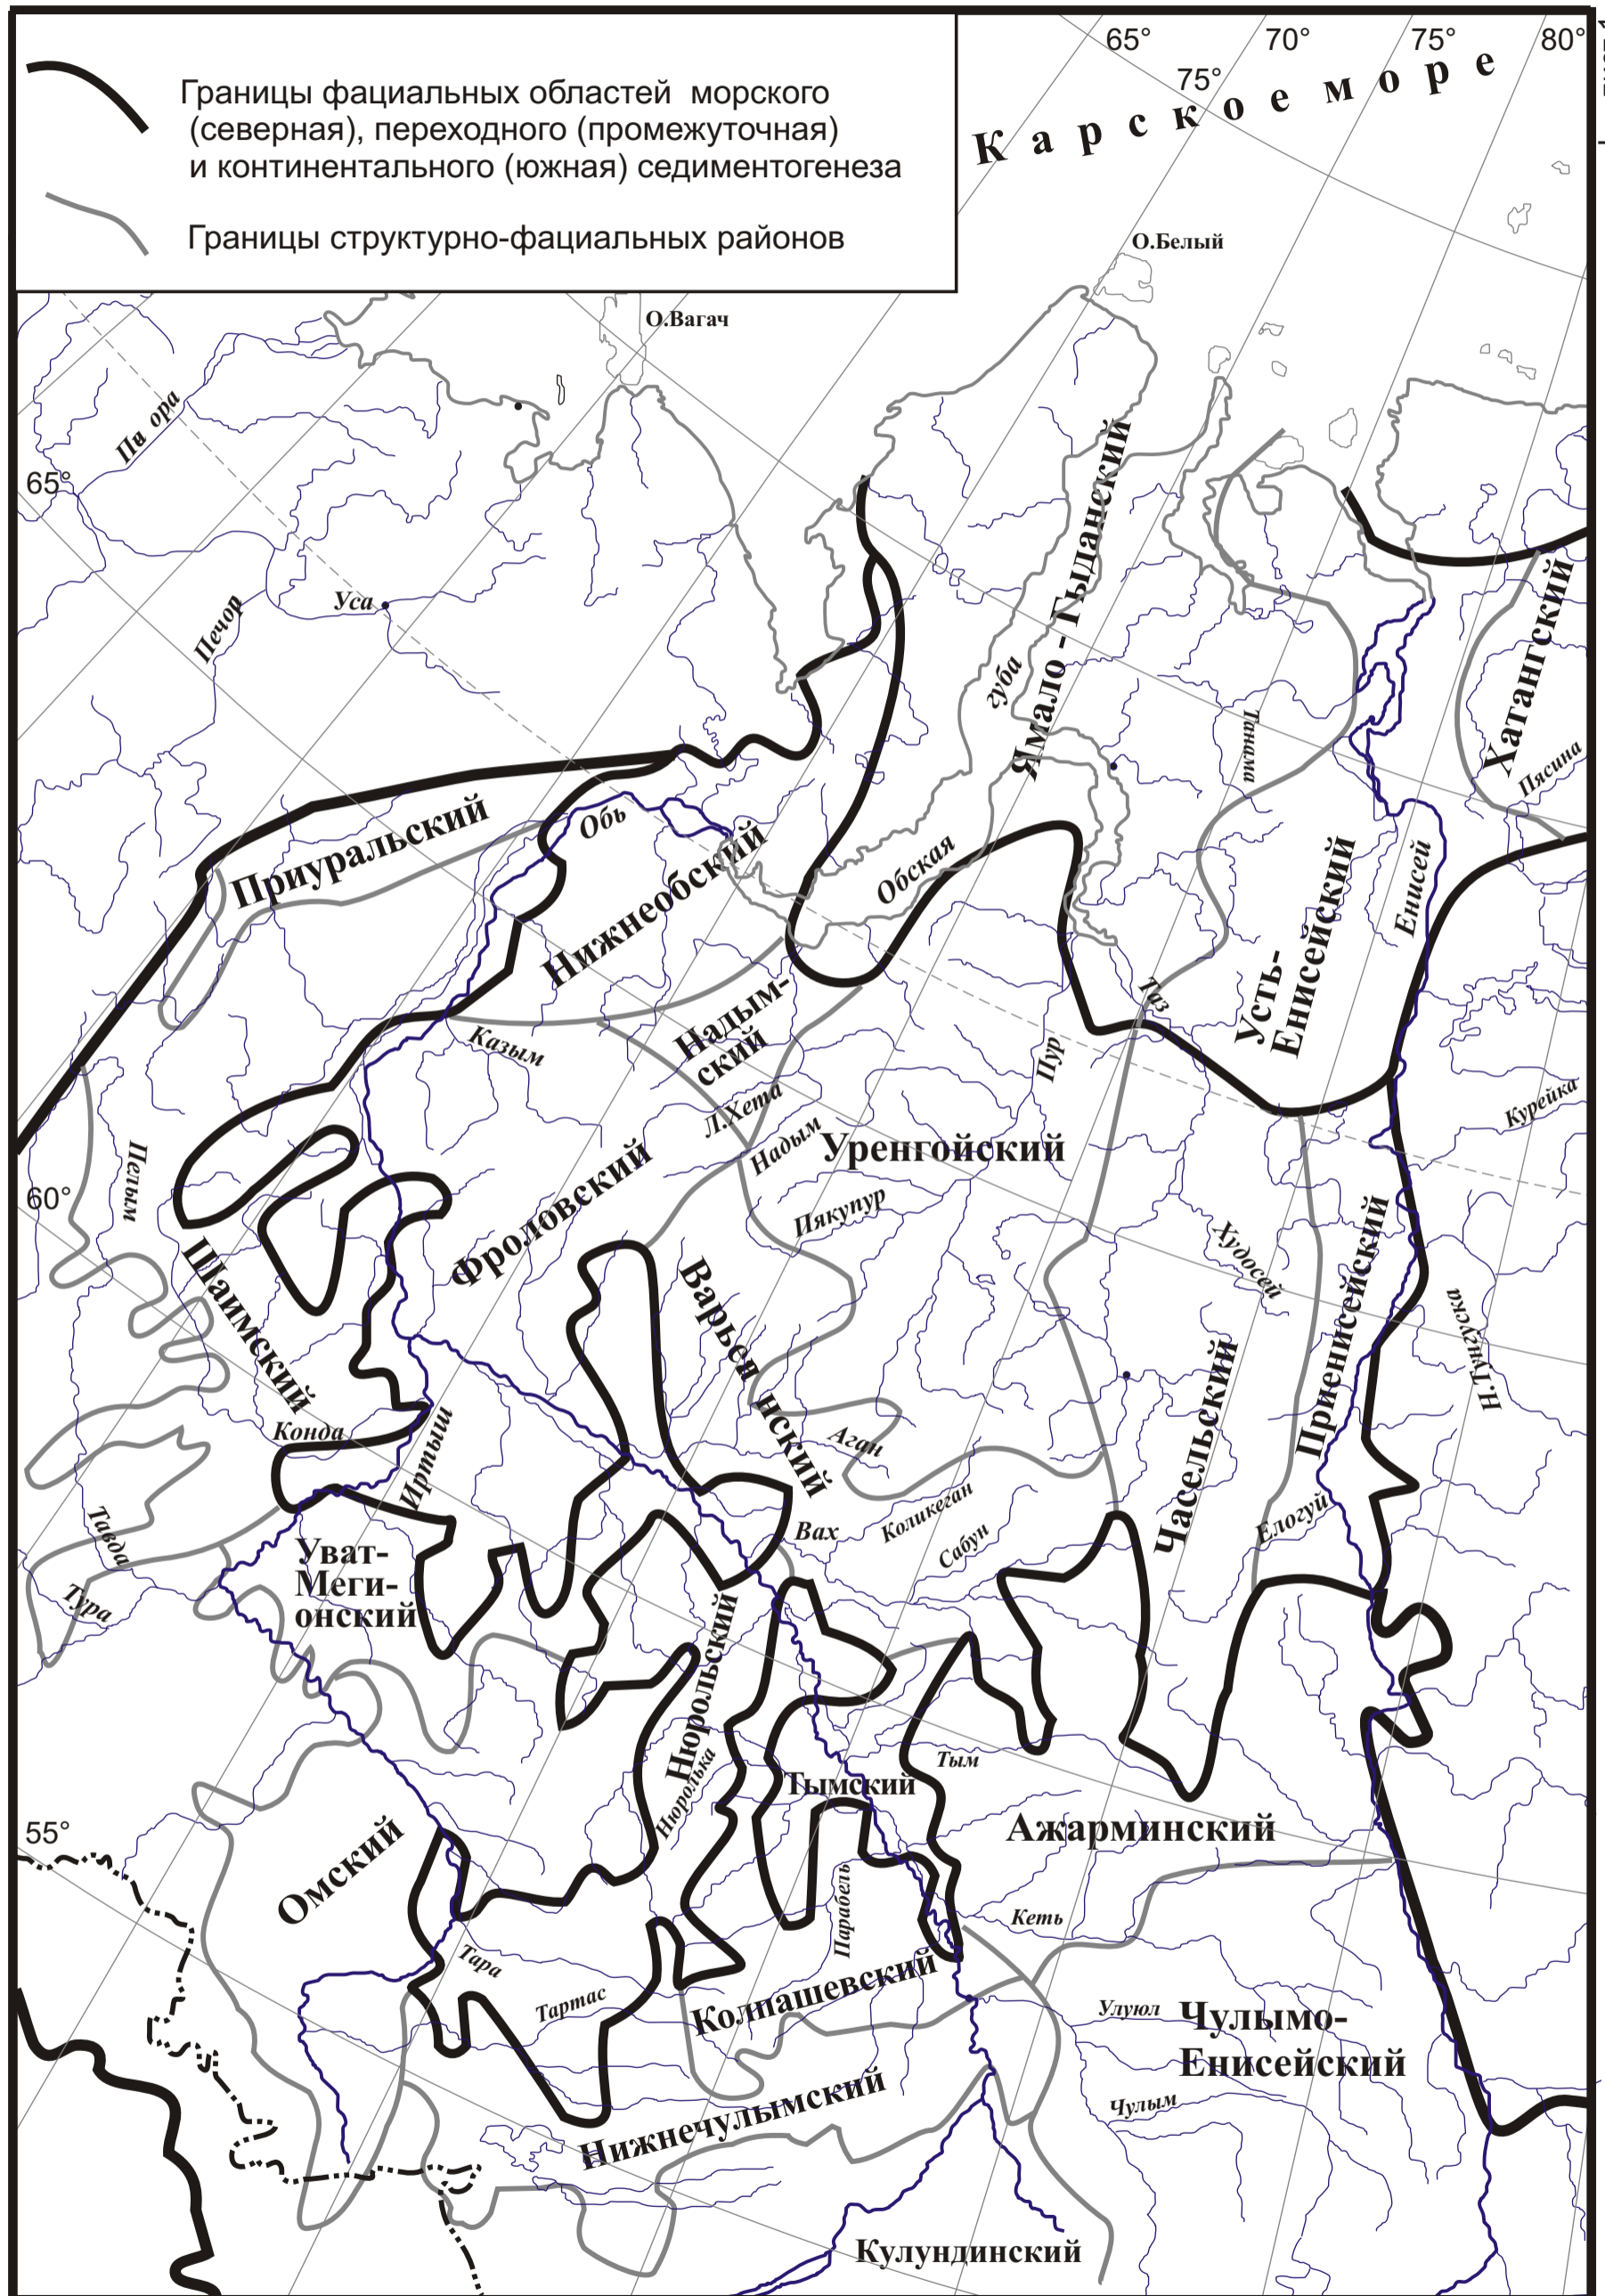 Границы фациальных областей морского
(северная), переходного (промежуточная)
и континентального (южная) седиментогенеза
Границы структурно-фациальных районов
65°
70°
75°
80°
75°
Карское море
О.Белый
О.Вагач
65°
Уса
Печор
губа
Ямало-Гыданский
Танама
Хатангский
Пясина
Приуральский
Обь
Нижнеобский
Обская
Усть-
Енисейский
Енисей
Надым-
ский
Казым
Таз
Пур
Л.Хета
Надым
Уренгойский
Курейка
Пелым
60°
Фроловский
Пякупур
Худосей
Приенисейский
Н.Тунгуска
Шаимский
Варьеп нский
Часельский
Конда
Иртыш
Аган
Коликеган
Сабун
Вах
Елогуй
Тавда
Тура
Уват-
Меги-
онский
Нюрольский
Нюролька
Тымский
Тым
55°
Ажарминский
Омский
Парабель
Кеть
Тара
Тартас
Колпашевский
Улуюл
Чулымо-
Енисейский
Чулым
Нижнечулымский
Кулундинский